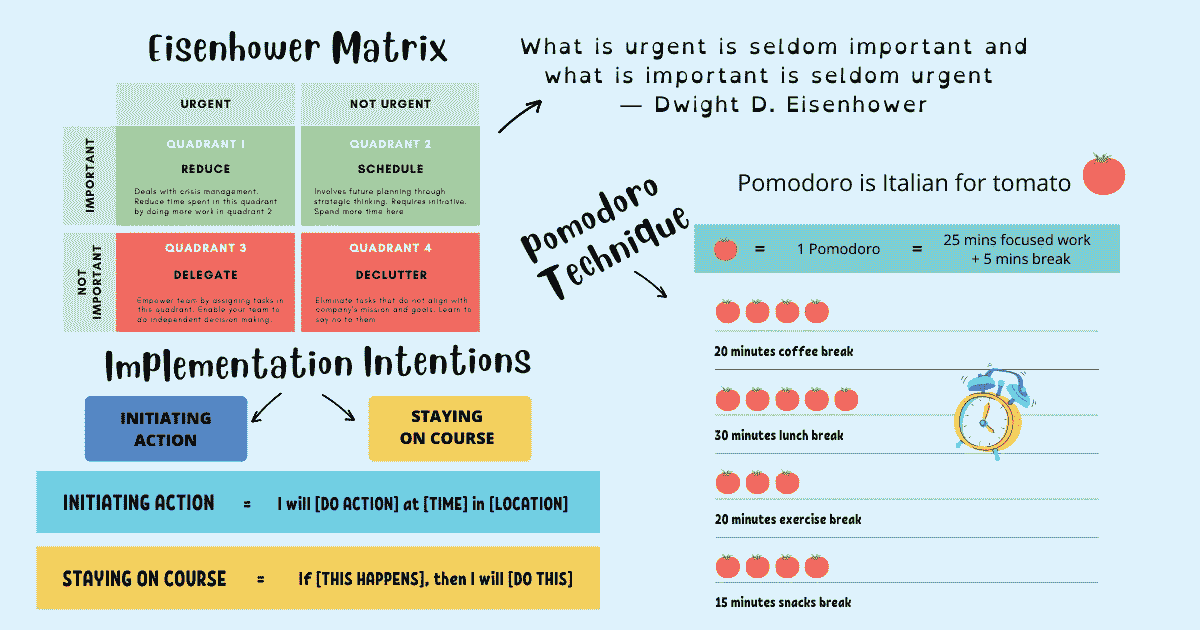 Eisenhower Matrix
URGENT
NOT URGENT
IMPORTANT
QUADRANT 1
REDUCE
Deals with crisis management.
Reduce time spent in this quadrant
by doing more work in quadrant 2
QUADRANT 2
SCHEDULE
Involves future planning through
strategic thinking. Requires initiative.
Spend more time here
NOT
IMPORTANT
QUADRANT 3
DELEGATE
Empower team by assigning tasks in
this quadrant. Enable your team to
do independent decision making.
QUADRANT 4
DECLUTTER
Eliminate tasks that do not align with
company's mission and goals. Learn to
say no to them
What is urgent is seldom important and
what is important is seldom urgent
— Dwight D. Eisenhower
Pomodoro
Technique
Pomodoro is Italian for tomato
= 1 Pomodoro =
25 mins focused work
+ 5 mins break
20 minutes coffee break
30 minutes lunch break
20 minutes exercise break
15 minutes snacks break
Implementation Intentions
INITIATING
ACTION
STAYING
ON COURSE
INITIATING ACTION = I will [DO ACTION] at [TIME] in [LOCATION]
STAYING ON COURSE = If [THIS HAPPENS], then I will [DO THIS]